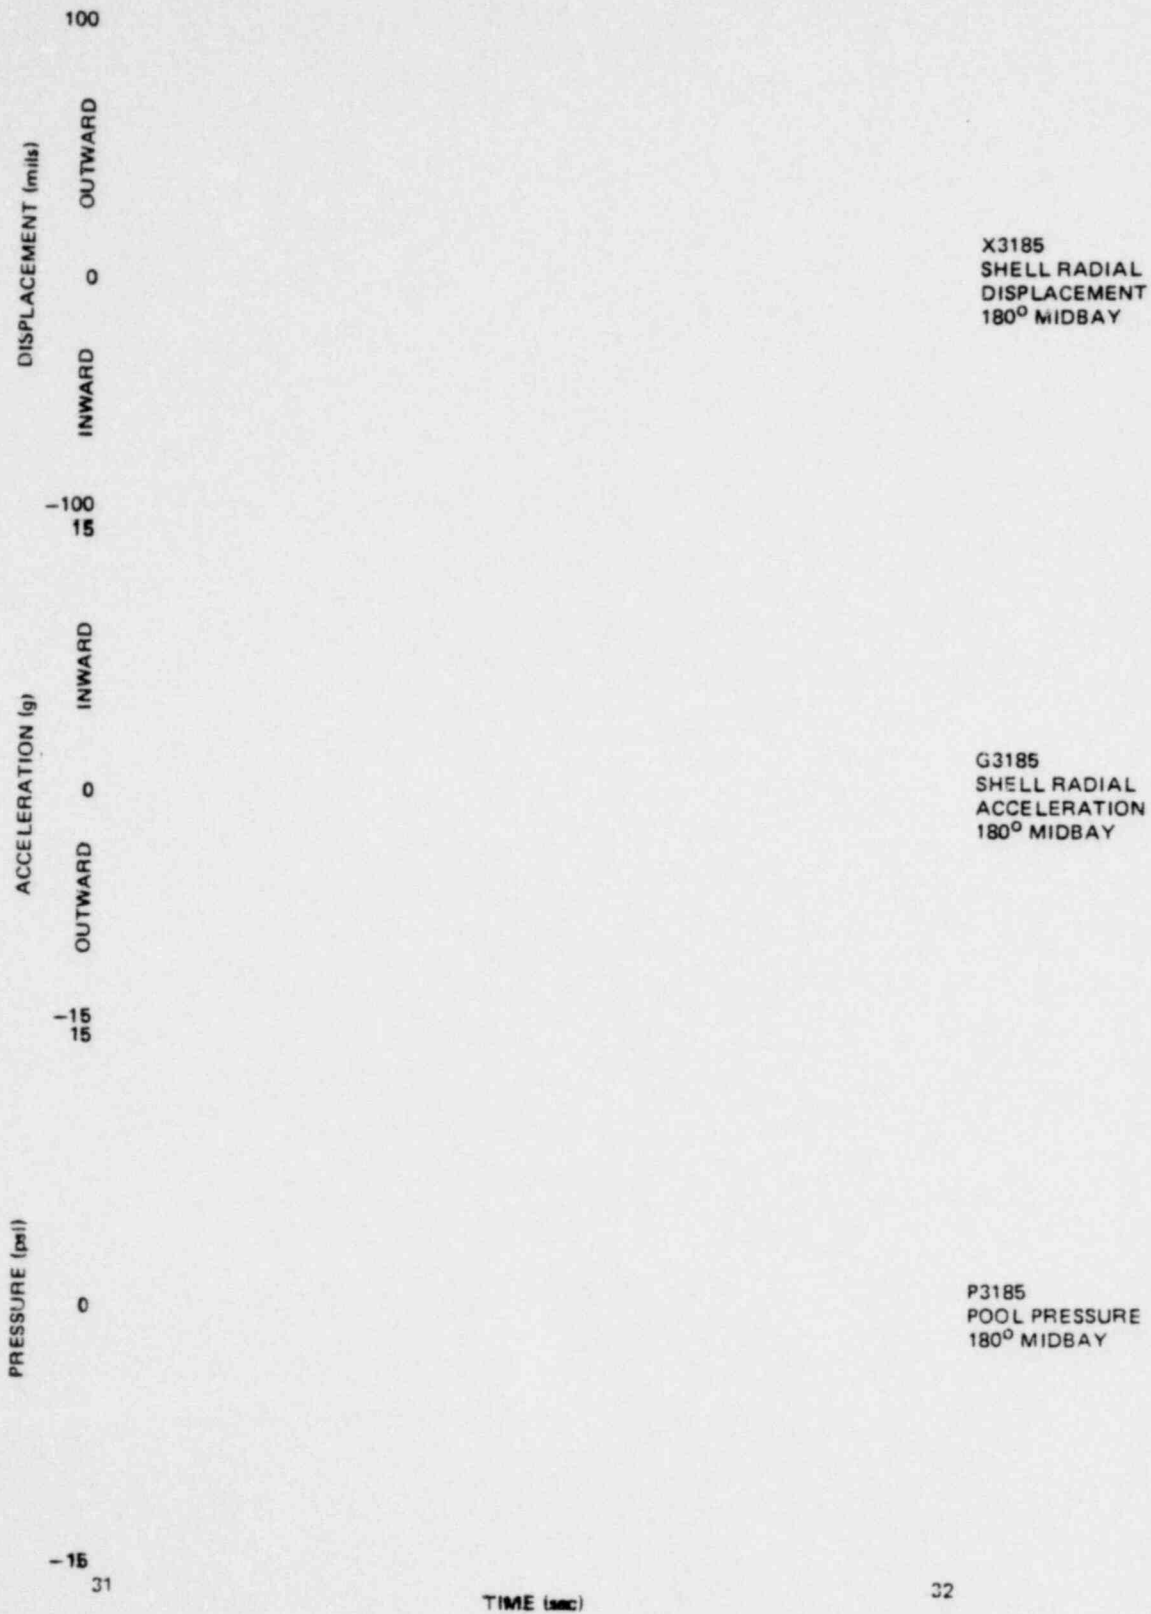 100
DISPLACEMENT (mils)
OUTWARD
0
INWARD
-100
X3185
SHELL RADIAL
DISPLACEMENT
180° MIDBAY
15
ACCELERATION (g)
INWARD
0
OUTWARD
-15
G3185
SHELL RADIAL
ACCELERATION
180° MIDBAY
15
PRESSURE (psi)
0
-15
P3185
POOL PRESSURE
180° MIDBAY
31
TIME (sec)
32